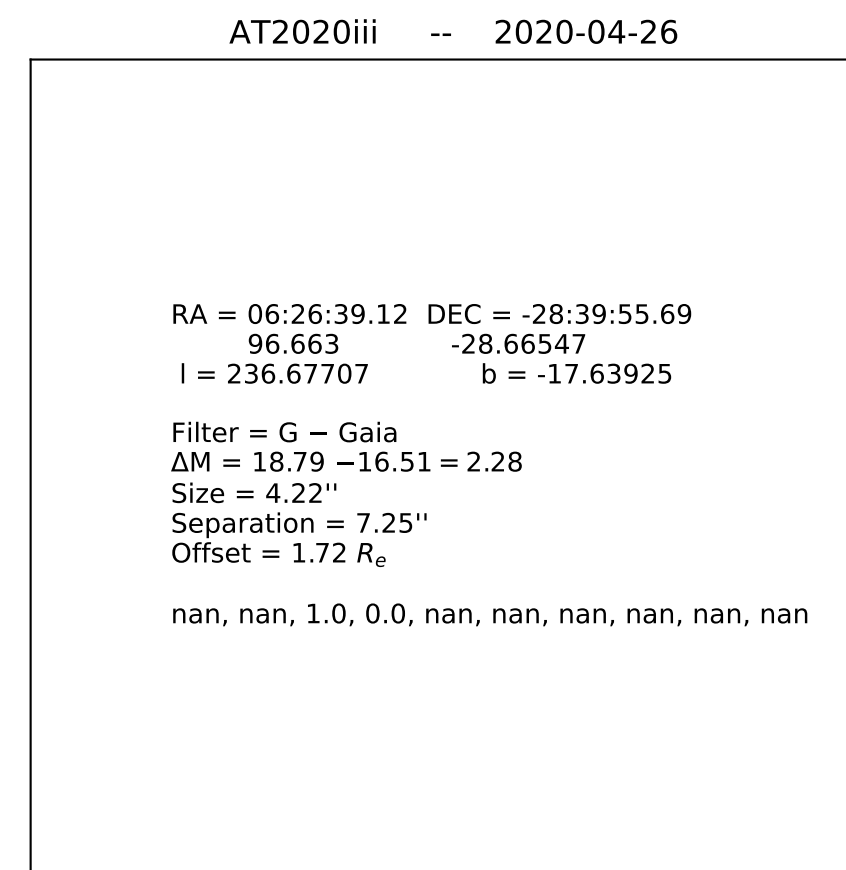 AT2020iii -- 2020-04-26
RA = 06:26:39.12 DEC = -28:39:55.69
96.663 -28.66547
l = 236.67707 b = -17.63925
Filter = G − Gaia
ΔM = 18.79 −16.51 = 2.28
Size = 4.22''
Separation = 7.25''
Offset = 1.72 Re
nan, nan, 1.0, 0.0, nan, nan, nan, nan, nan, nan